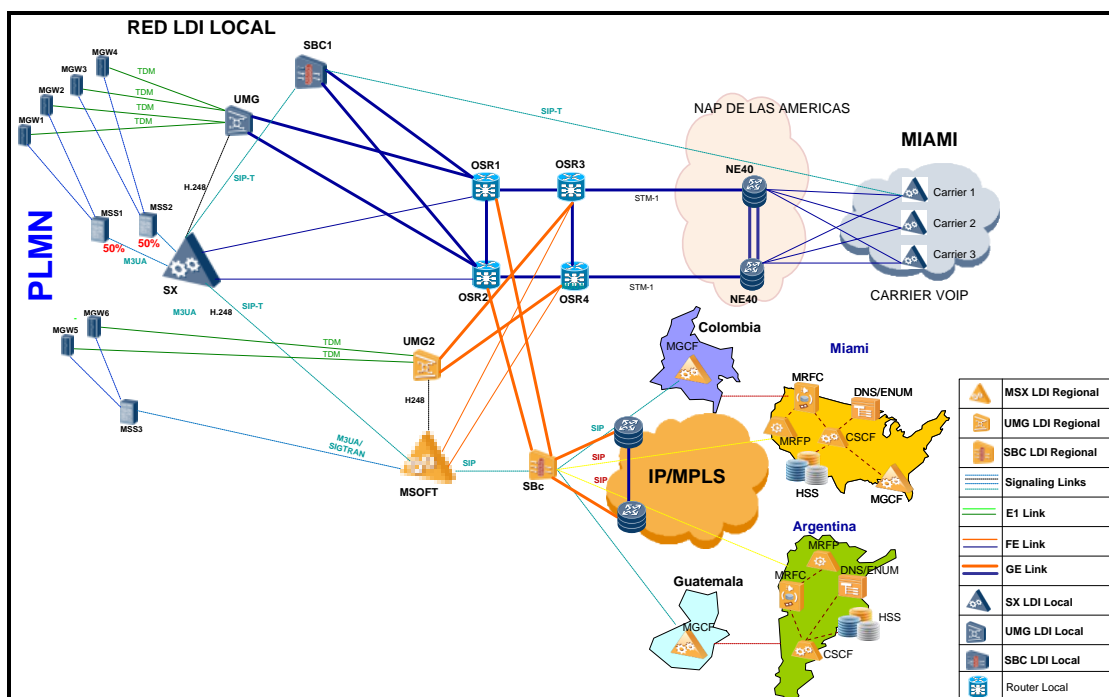 RED LDI LOCAL
SBC1
MGW4
MGW3
MGW2
MGW1
TDM
TDM
TDM
TDM
UMG
SIP-T
NAP DE LAS AMERICAS
MIAMI
H.248
SIP-T
OSR1
OSR3
NE40
STM-1
Carrier 1
Carrier 2
Carrier 3
MSS1
MSS2
50%
50%
M3UA
SX
PLMN
OSR2
OSR4
STM-1
NE40
CARRIER VOIP
M3UA
H.248
SIP-T
MGW6
MGW5
TDM
TDM
UMG2
H248
MSS3
M3UA/
SIGTRAN
MSOFT
SIP
SBc
SIP
SIP
SIP
IP/MPLS
Colombia
MGCF
Miami
MRFC
DNS/ENUM
MRFP
CSCF
HSS
MGCF
Argentina
MRFP
MRFC
DNS/ENUM
HSS
CSCF
Guatemala
MGCF
MSX LDI Regional
UMG LDI Regional
SBC LDI Regional
Signaling Links
E1 Link
FE Link
GE Link
SX LDI Local
UMG LDI Local
SBC LDI Local
Router Local